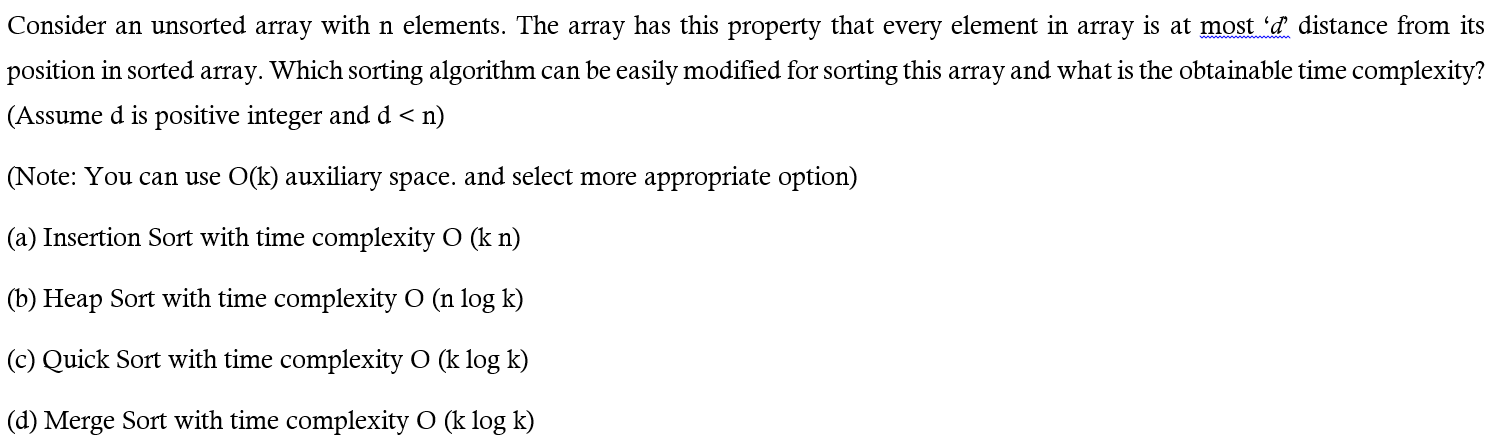 Consider an unsorted array with n elements. The array has this property that every element in array is at most ‘d’ distance from its
position in sorted array. Which sorting algorithm can be easily modified for sorting this array and what is the obtainable time complexity?
(Assume d is positive integer and d < n)
(Note: You can use O(k) auxiliary space. and select more appropriate option)
(a) Insertion Sort with time complexity O (k n)
(b) Heap Sort with time complexity O (n log k)
(c) Quick Sort with time complexity O (k log k)
(d) Merge Sort with time complexity O (k log k)